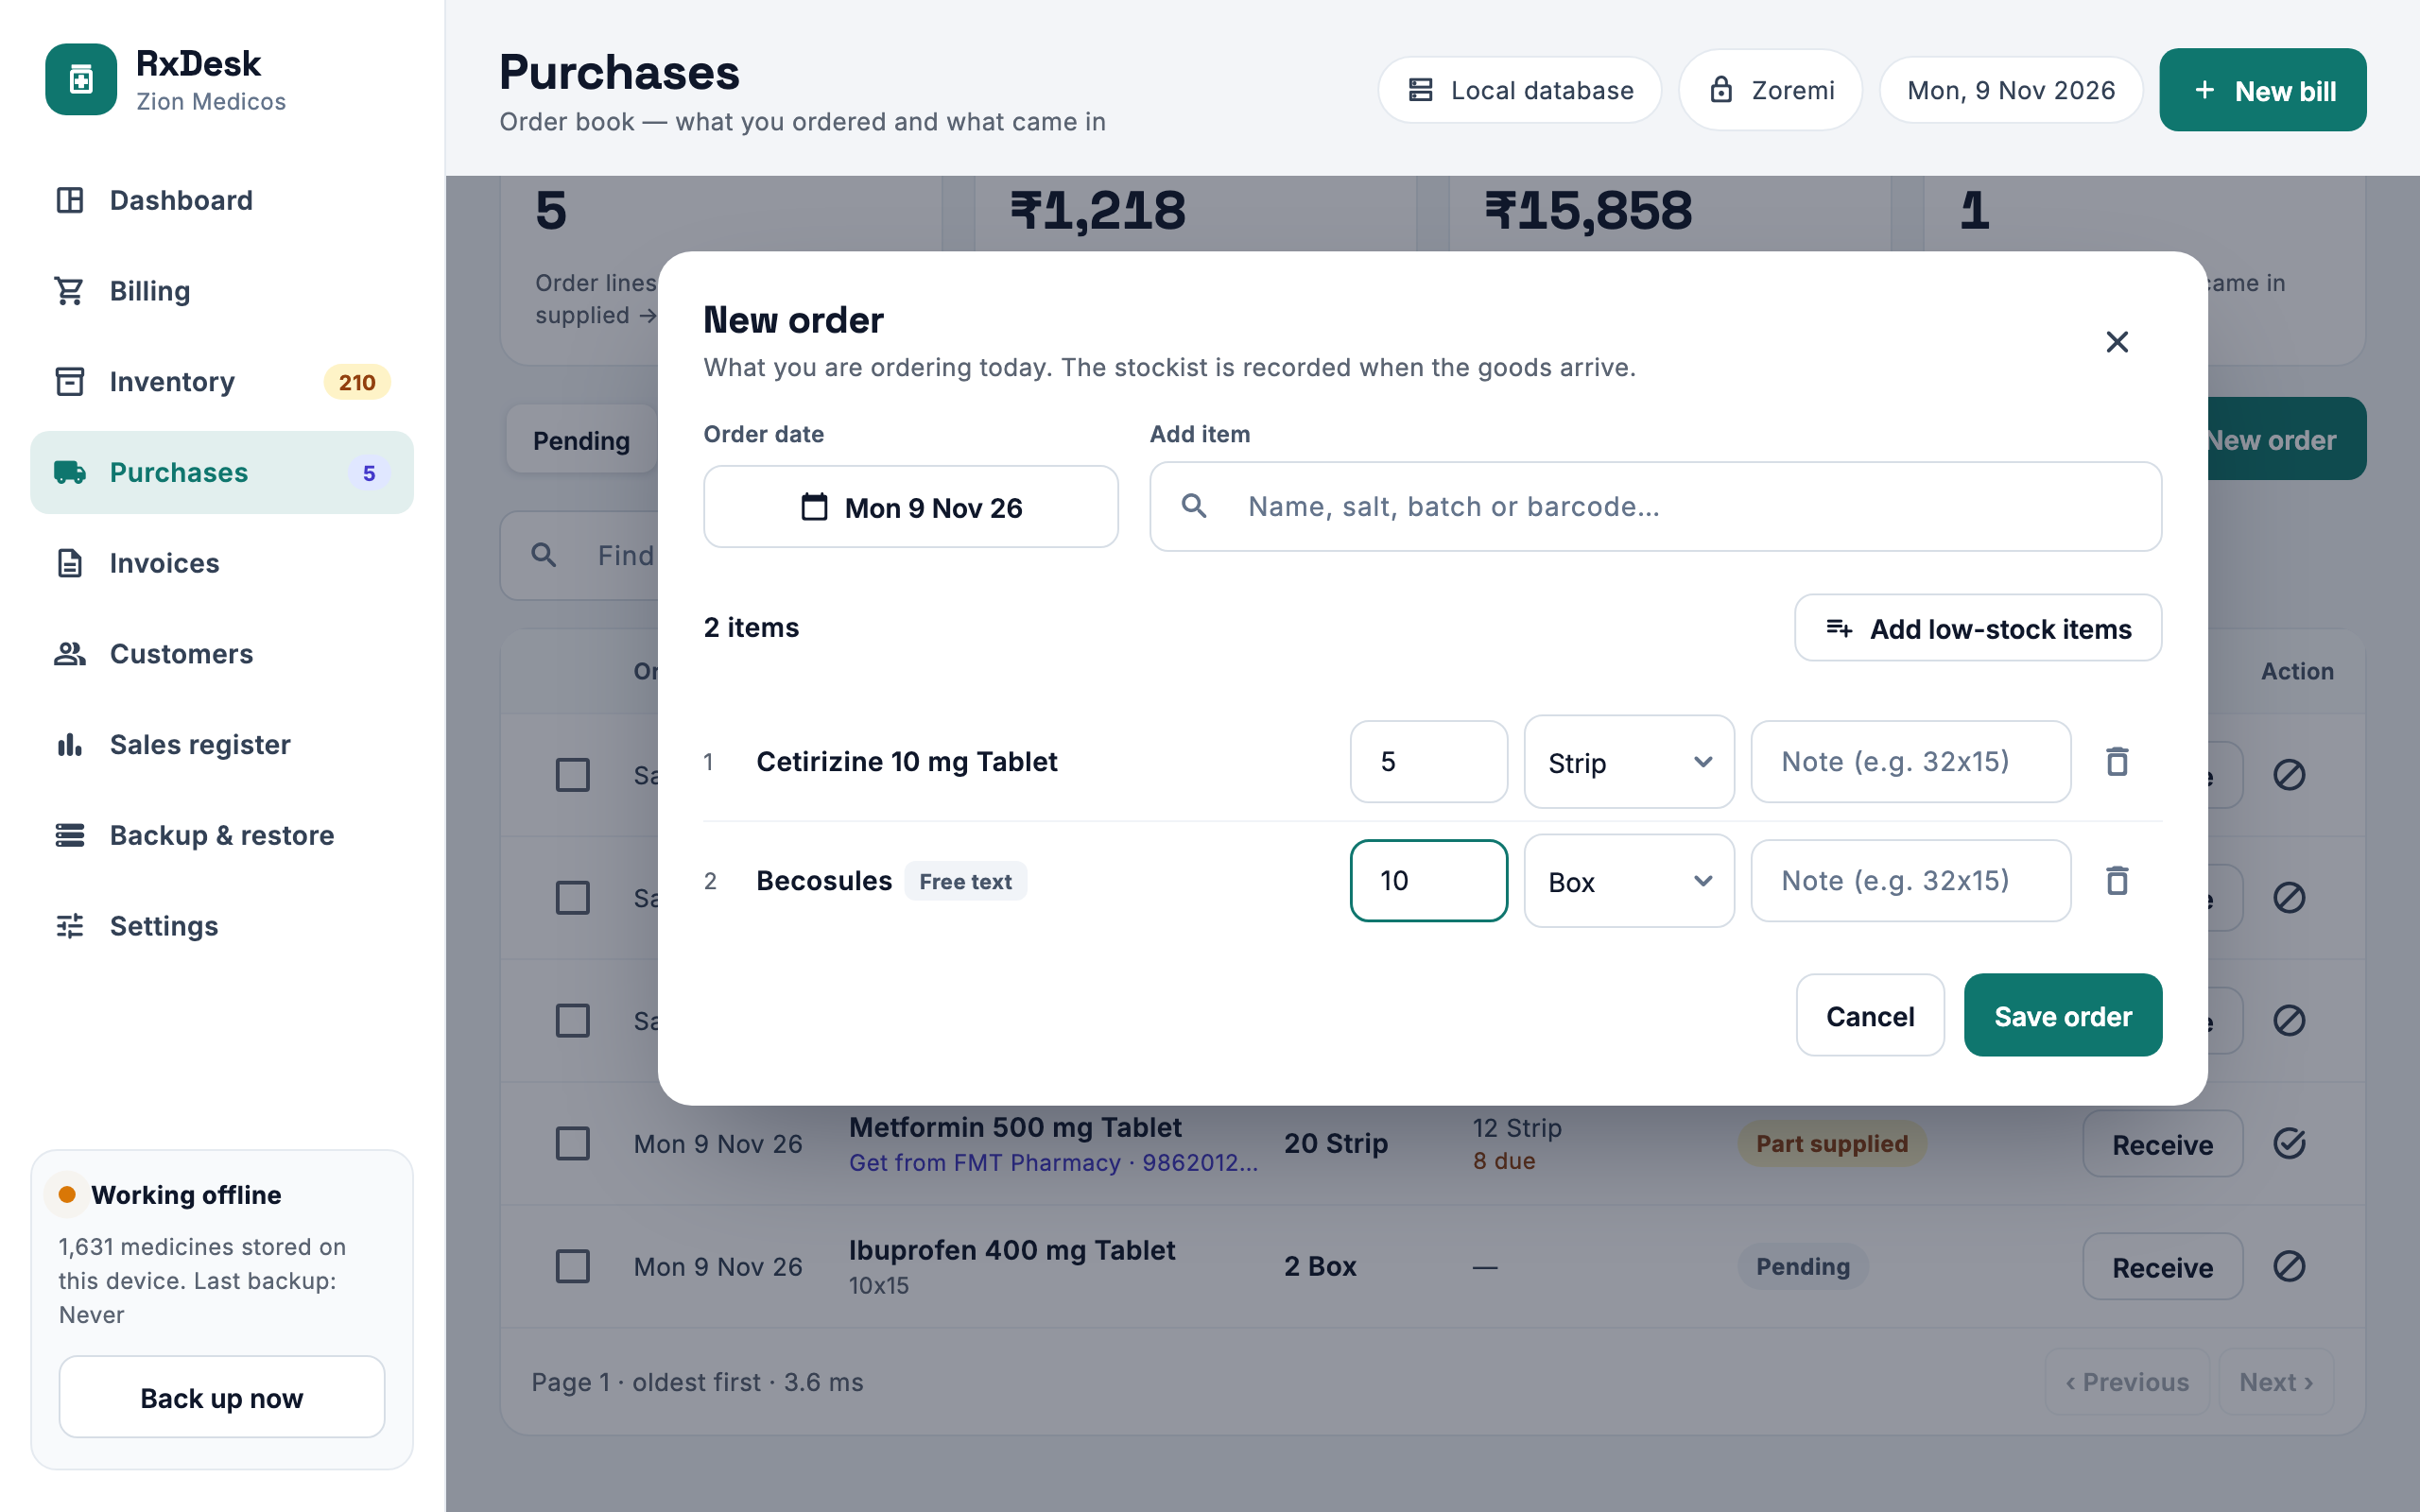 RxDesk
Zion Medicos
Dashboard
Billing
Inventory 210
Purchases 5
Invoices
Customers
Sales register
Backup & restore
Settings
Working offline
1,631 medicines stored on
this device. Last backup:
Never
Back up now
Purchases
Order book — what you ordered and what came in
Local database
Zoremi
Mon, 9 Nov 2026
+ New bill
5
₹1,218
₹15,858
1
Order lines
supplied →
came in
Pending
New order
Find
Action
New order
What you are ordering today. The stockist is recorded when the goods arrive.
Order date
Add item
Mon 9 Nov 26
Name, salt, batch or barcode...
2 items
Add low-stock items
1 Cetirizine 10 mg Tablet 5 Strip Note (e.g. 32x15)
2 Becosules Free text 10 Box Note (e.g. 32x15)
Cancel
Save order
Mon 9 Nov 26 Metformin 500 mg Tablet 20 Strip 12 Strip Part supplied Receive
Get from FMT Pharmacy · 9862012... 8 due
Mon 9 Nov 26 Ibuprofen 400 mg Tablet 2 Box — Pending Receive
10x15
Page 1 · oldest first · 3.6 ms
‹ Previous
Next ›